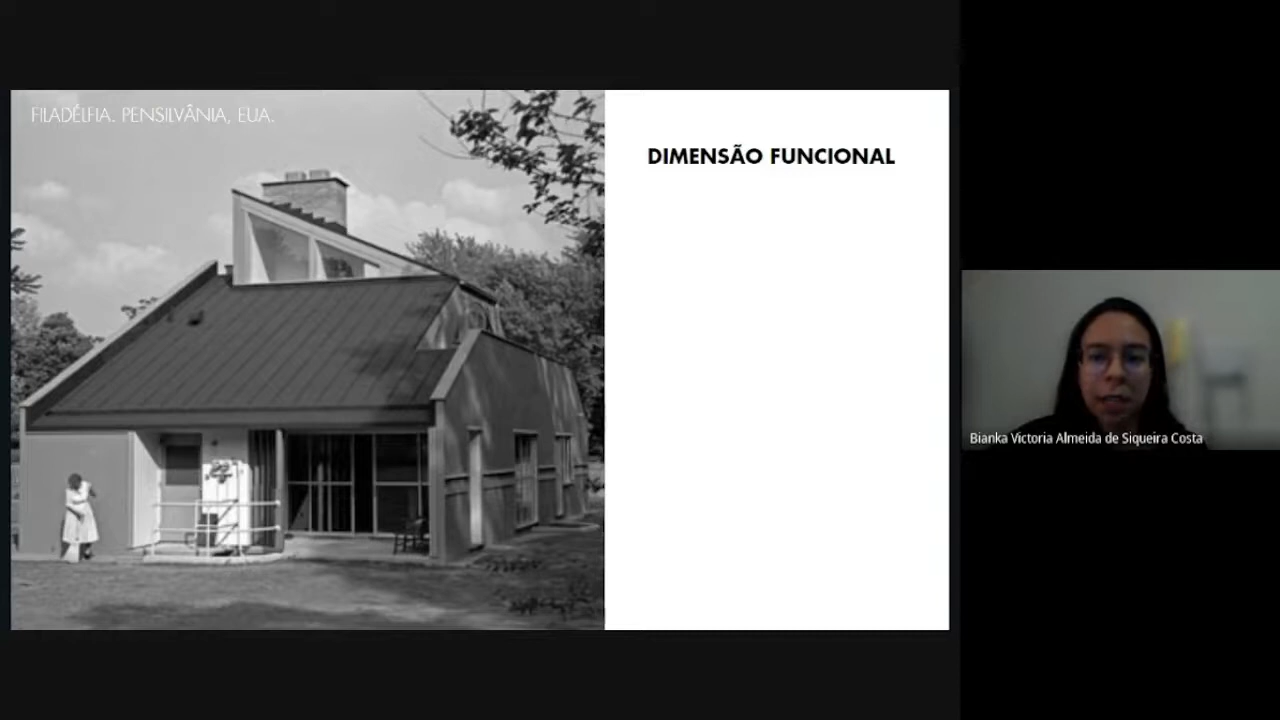 FILADÉLFIA. PENSILVÂNIA, EUA.
DIMENSÃO FUNCIONAL
Bianka Victoria Almeida de Siqueira Costa